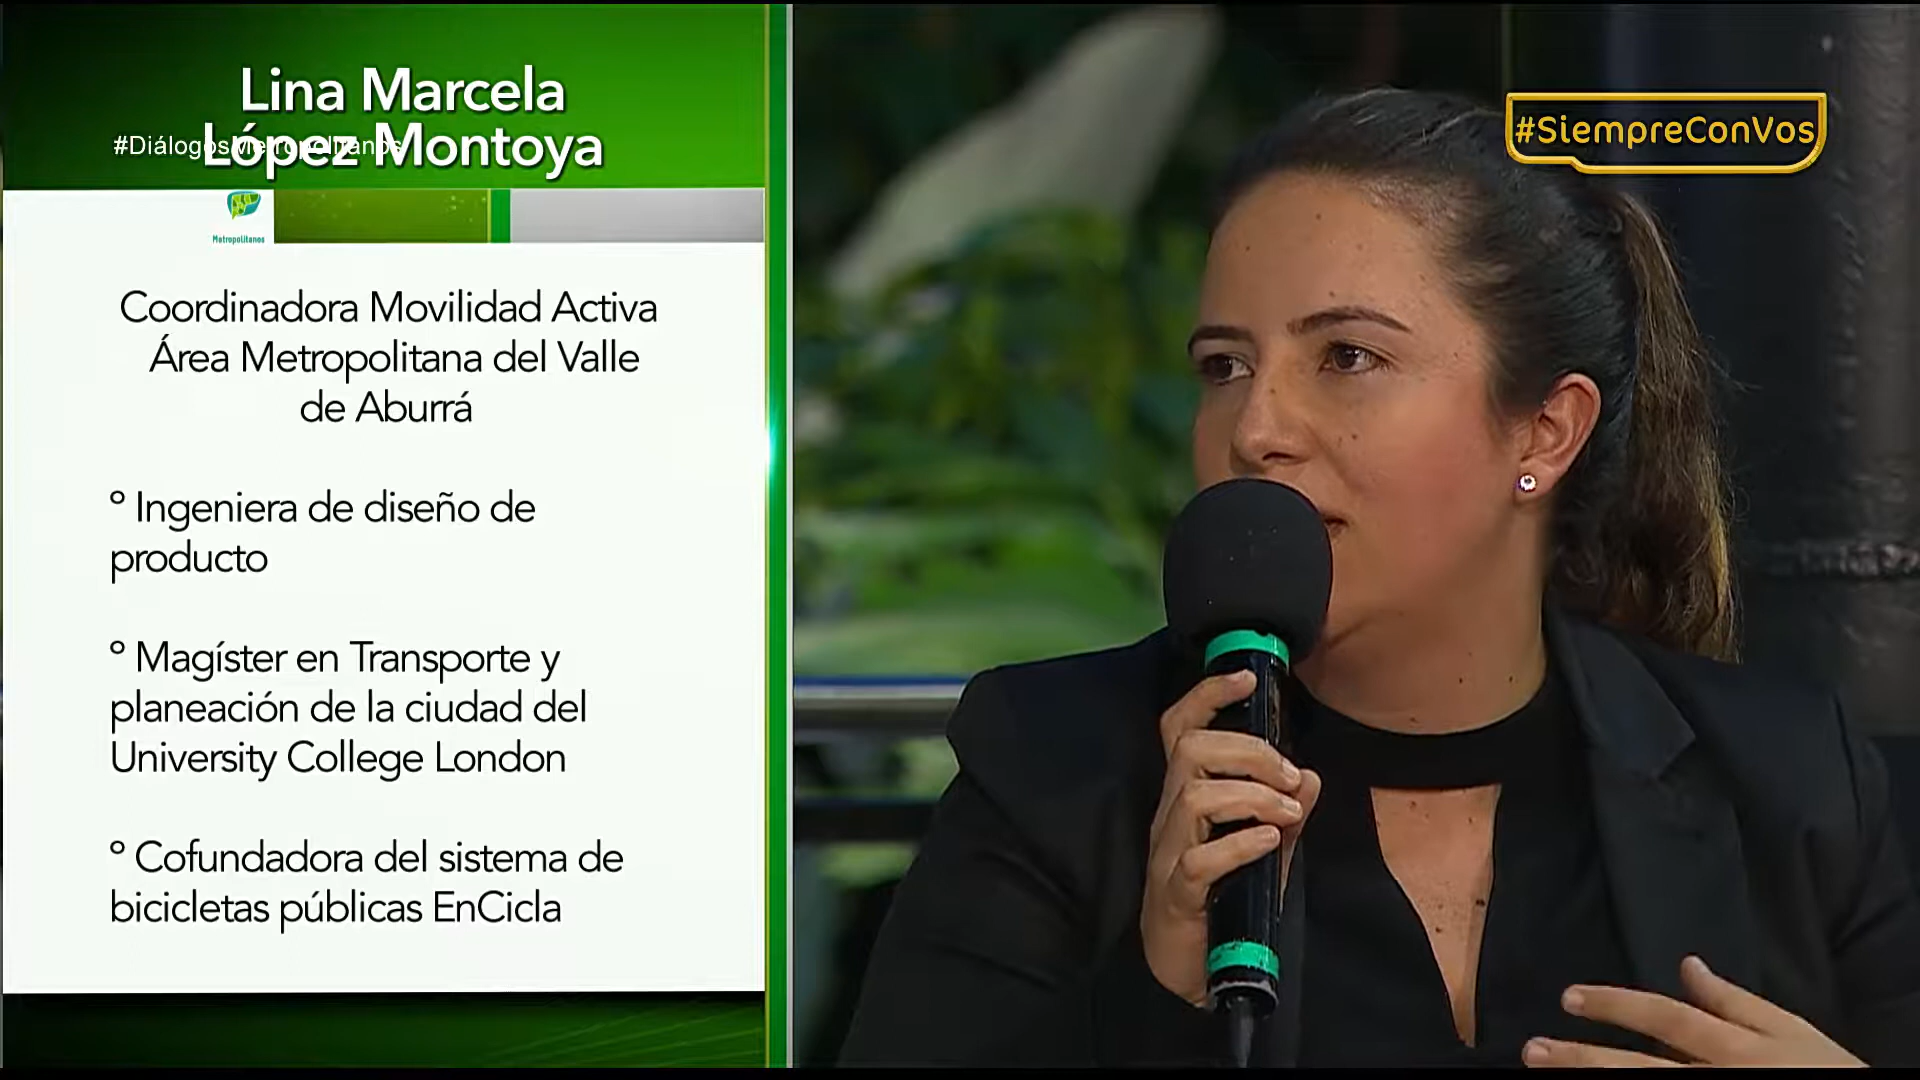 Lina Marcela
López Montoya
#DiálogosMetropolitanos
#SiempreConVos
Metropolitanos
Coordinadora Movilidad Activa
Área Metropolitana del Valle
de Aburrá
° Ingeniera de diseño de
producto
° Magíster en Transporte y
planeación de la ciudad del
University College London
° Cofundadora del sistema de
bicicletas públicas EnCicla